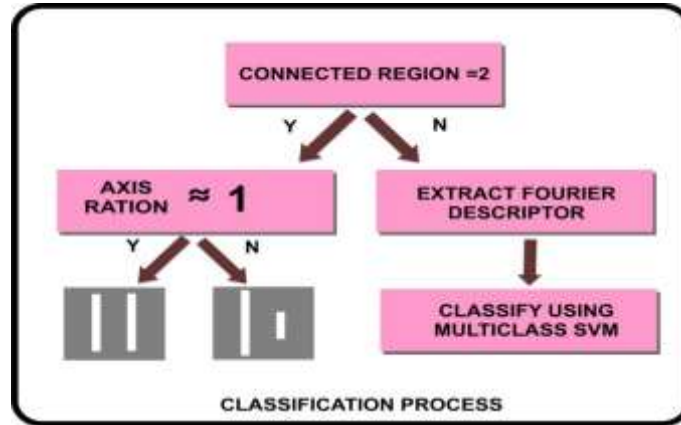 CONNECTED REGION =2
Y
N
AXIS
RATION ≈ 1
EXTRACT FOURIER
DESCRIPTOR
Y
N
CLASSIFY USING
MULTICLASS SVM
CLASSIFICATION PROCESS